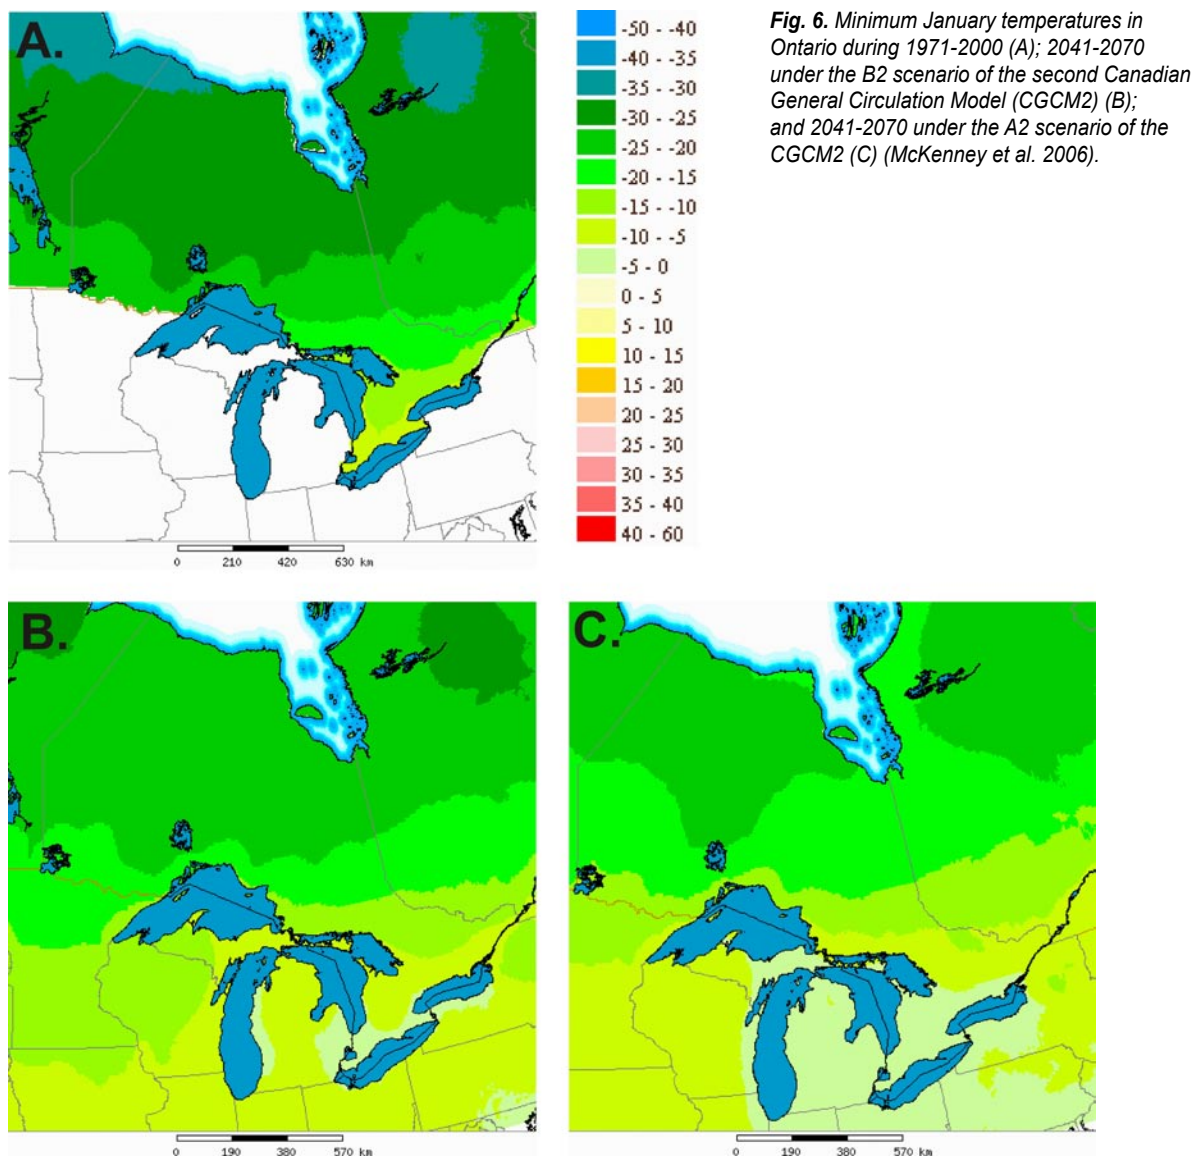 A.
-50 - -40
-40 - -35
-35 - -30
-30 - -25
-25 - -20
-20 - -15
-15 - -10
-10 - -5
-5 - 0
0 - 5
5 - 10
10 - 15
15 - 20
20 - 25
25 - 30
30 - 35
35 - 40
40 - 60
Fig. 6. Minimum January temperatures in
Ontario during 1971-2000 (A); 2041-2070
under the B2 scenario of the second Canadian
General Circulation Model (CGCM2) (B);
and 2041-2070 under the A2 scenario of the
CGCM2 (C) (McKenney et al. 2006).
0 210 420 630 km
B.
0 190 380 570 km
C.
0 190 380 570 km